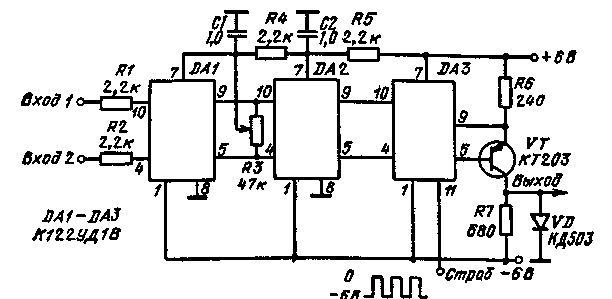 С1 1,0
R4 2,2к
С2 1,0
R5 2,2к
+6В
R1 2,2к
7 DA1
7 DA2
7 DA3
R6 240
Вход 1
10
9
10
9
10
9
VT КТ203
R2 2,2к
Вход 2
4
5
4
5
4
5
Выход
R3 47к
1
8
1
8
1
11
R7 680
VD КД503
DA1-DA3
К122УД1В
Строб
-6В
0
-6В